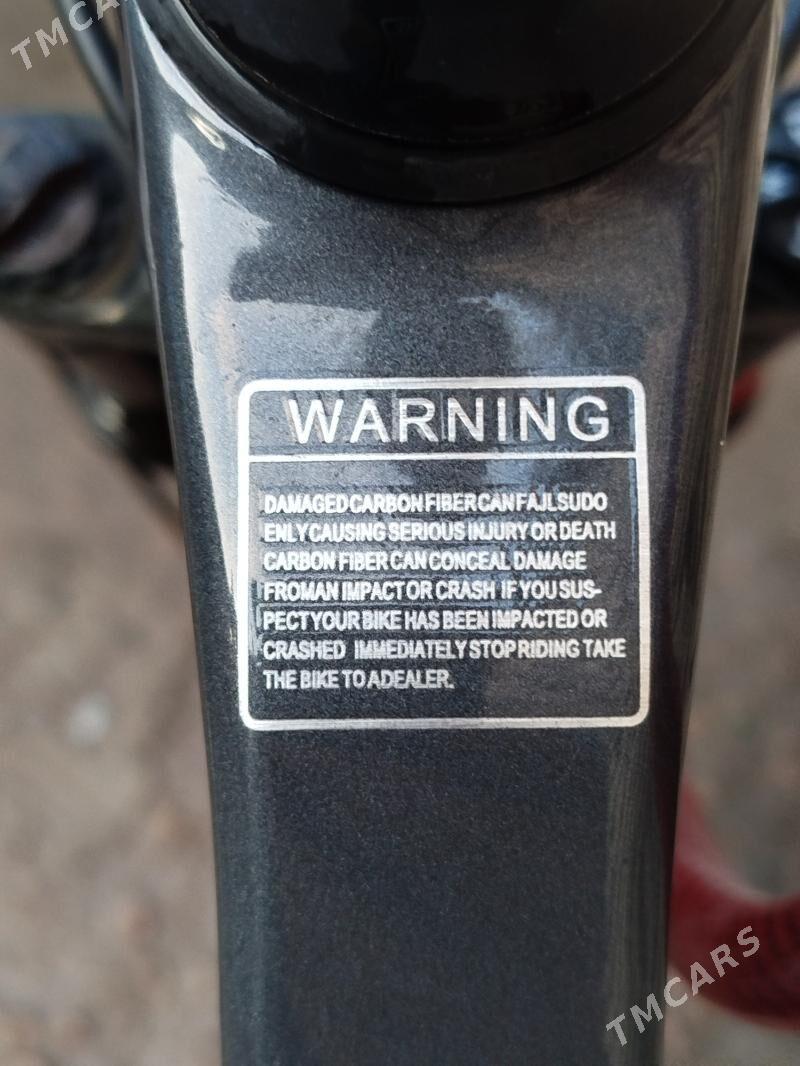 TMCARS
WARNING
DAMAGED CARBON FIBER CAN FAJL SUDO
ENLY CAUSING SERIOUS INJURY OR DEATH
CARBON FIBER CAN CONCEAL DAMAGE
FROMAN IMPACT OR CRASH IF YOU SUS-
PECT YOUR BIKE HAS BEEN IMPACTED OR
CRASHED IMMEDIATELY STOP RIDING TAKE
THE BIKE TO ADEALER.
TMCARS